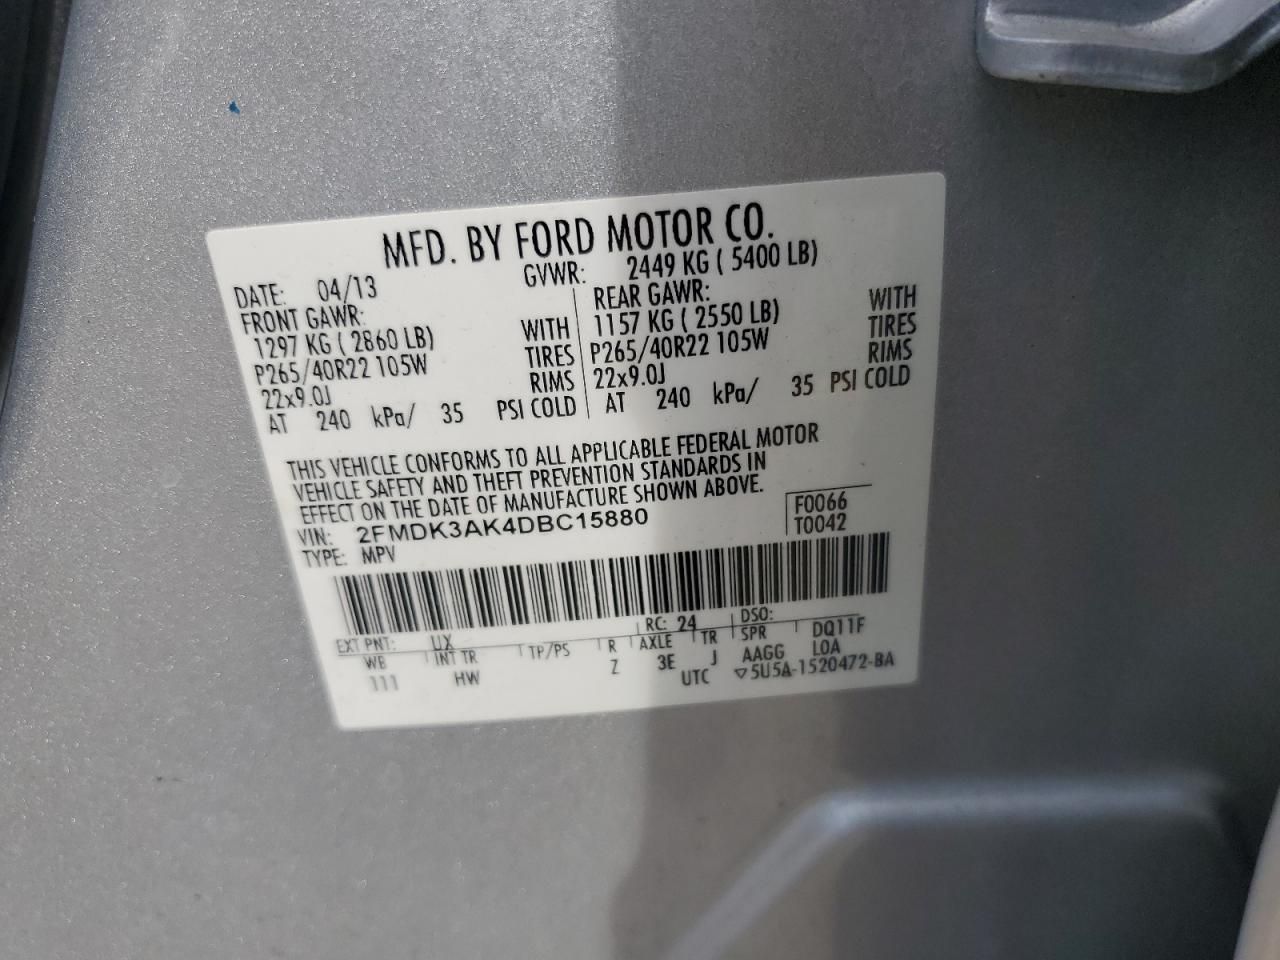 MFD. BY FORD MOTOR CO.
DATE: 04/13 GVWR: 2449 KG ( 5400 LB)
FRONT GAWR: REAR GAWR:
1297 KG ( 2860 LB) WITH 1157 KG ( 2550 LB) WITH
P265/40R22 105W TIRES P265/40R22 105W TIRES
22x9.0J RIMS 22x9.0J RIMS
AT 240 kPa/ 35 PSI COLD AT 240 kPa/ 35 PSI COLD
THIS VEHICLE CONFORMS TO ALL APPLICABLE FEDERAL MOTOR
VEHICLE SAFETY AND THEFT PREVENTION STANDARDS IN
EFFECT ON THE DATE OF MANUFACTURE SHOWN ABOVE.
VIN: 2FMDK3AK4DBC15880 F0066
TYPE: MPV T0042
EXT PNT: UX RC: 24 DSO:
WB INT TR TP/PS R AXLE TR SPR DQ11F
111 HW Z 3E J AAGG LOA
UTC ▽5U5A-1520472-BA